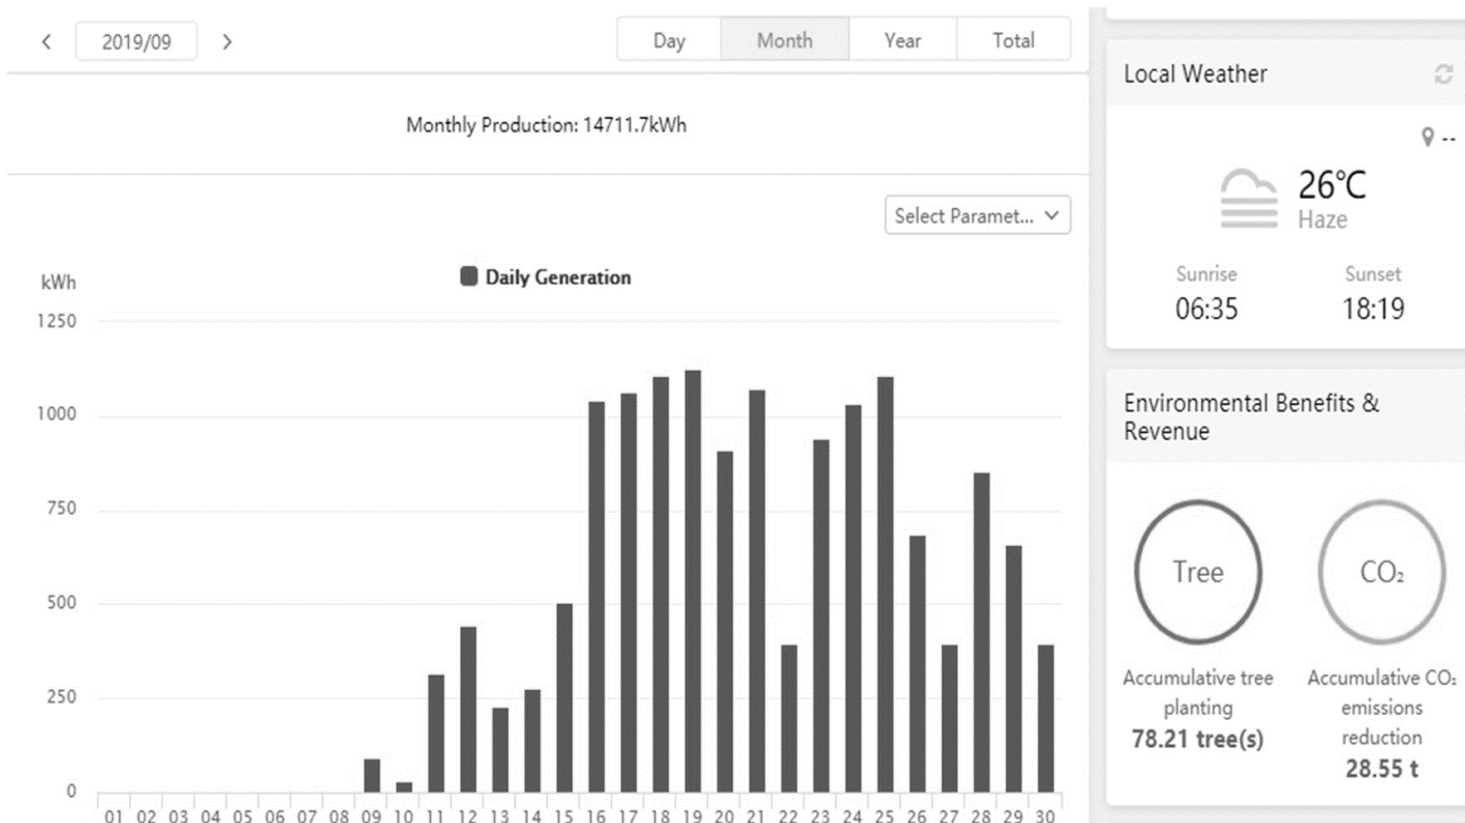 2019/09
Day Month Year Total
Monthly Production: 14711.7kWh
Select Paramet...
kWh
Daily Generation
1250
1000
750
500
250
0
01 02 03 04 05 06 07 08 09 10 11 12 13 14 15 16 17 18 19 20 21 22 23 24 25 26 27 28 29 30
Local Weather
--
26°C
Haze
Sunrise Sunset
06:35 18:19
Environmental Benefits &
Revenue
Tree CO₂
Accumulative tree
planting
78.21 tree(s)
Accumulative CO₂
emissions
reduction
28.55 t